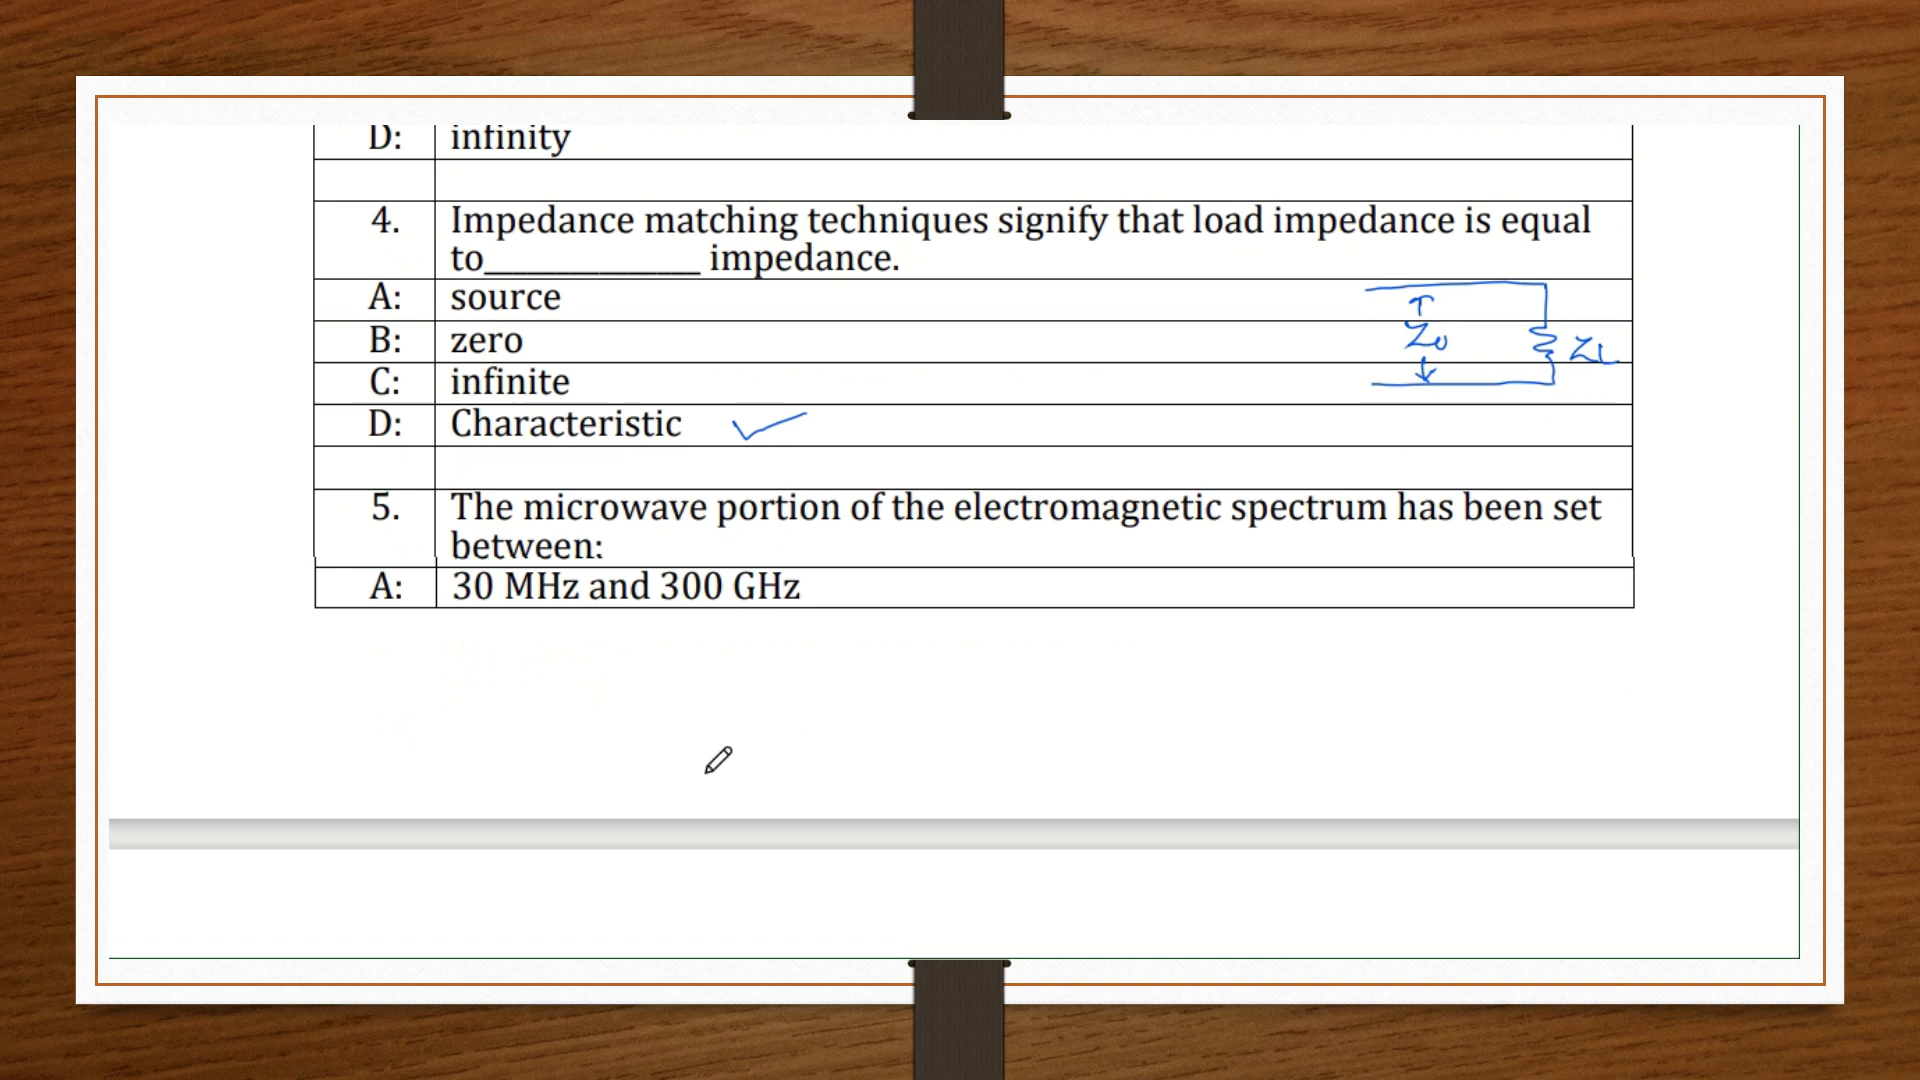 D: infinity
4. Impedance matching techniques signify that load impedance is equal
to____________ impedance.
A: source
B: zero
C: infinite
D: Characteristic
Z0
ZL
5. The microwave portion of the electromagnetic spectrum has been set
between:
A: 30 MHz and 300 GHz